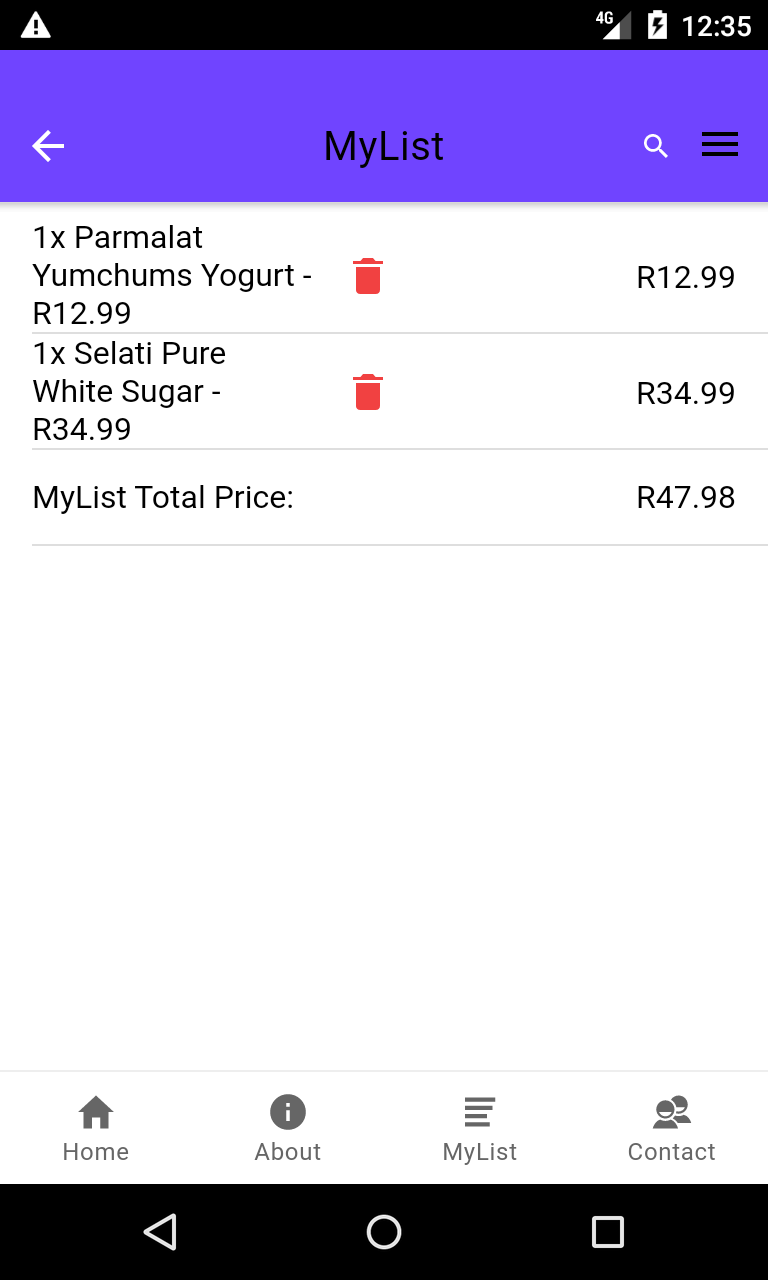 4G 12:35
MyList
1x Parmalat
Yumchums Yogurt -
R12.99
R12.99
1x Selati Pure
White Sugar -
R34.99
R34.99
MyList Total Price: R47.98
Home About MyList Contact